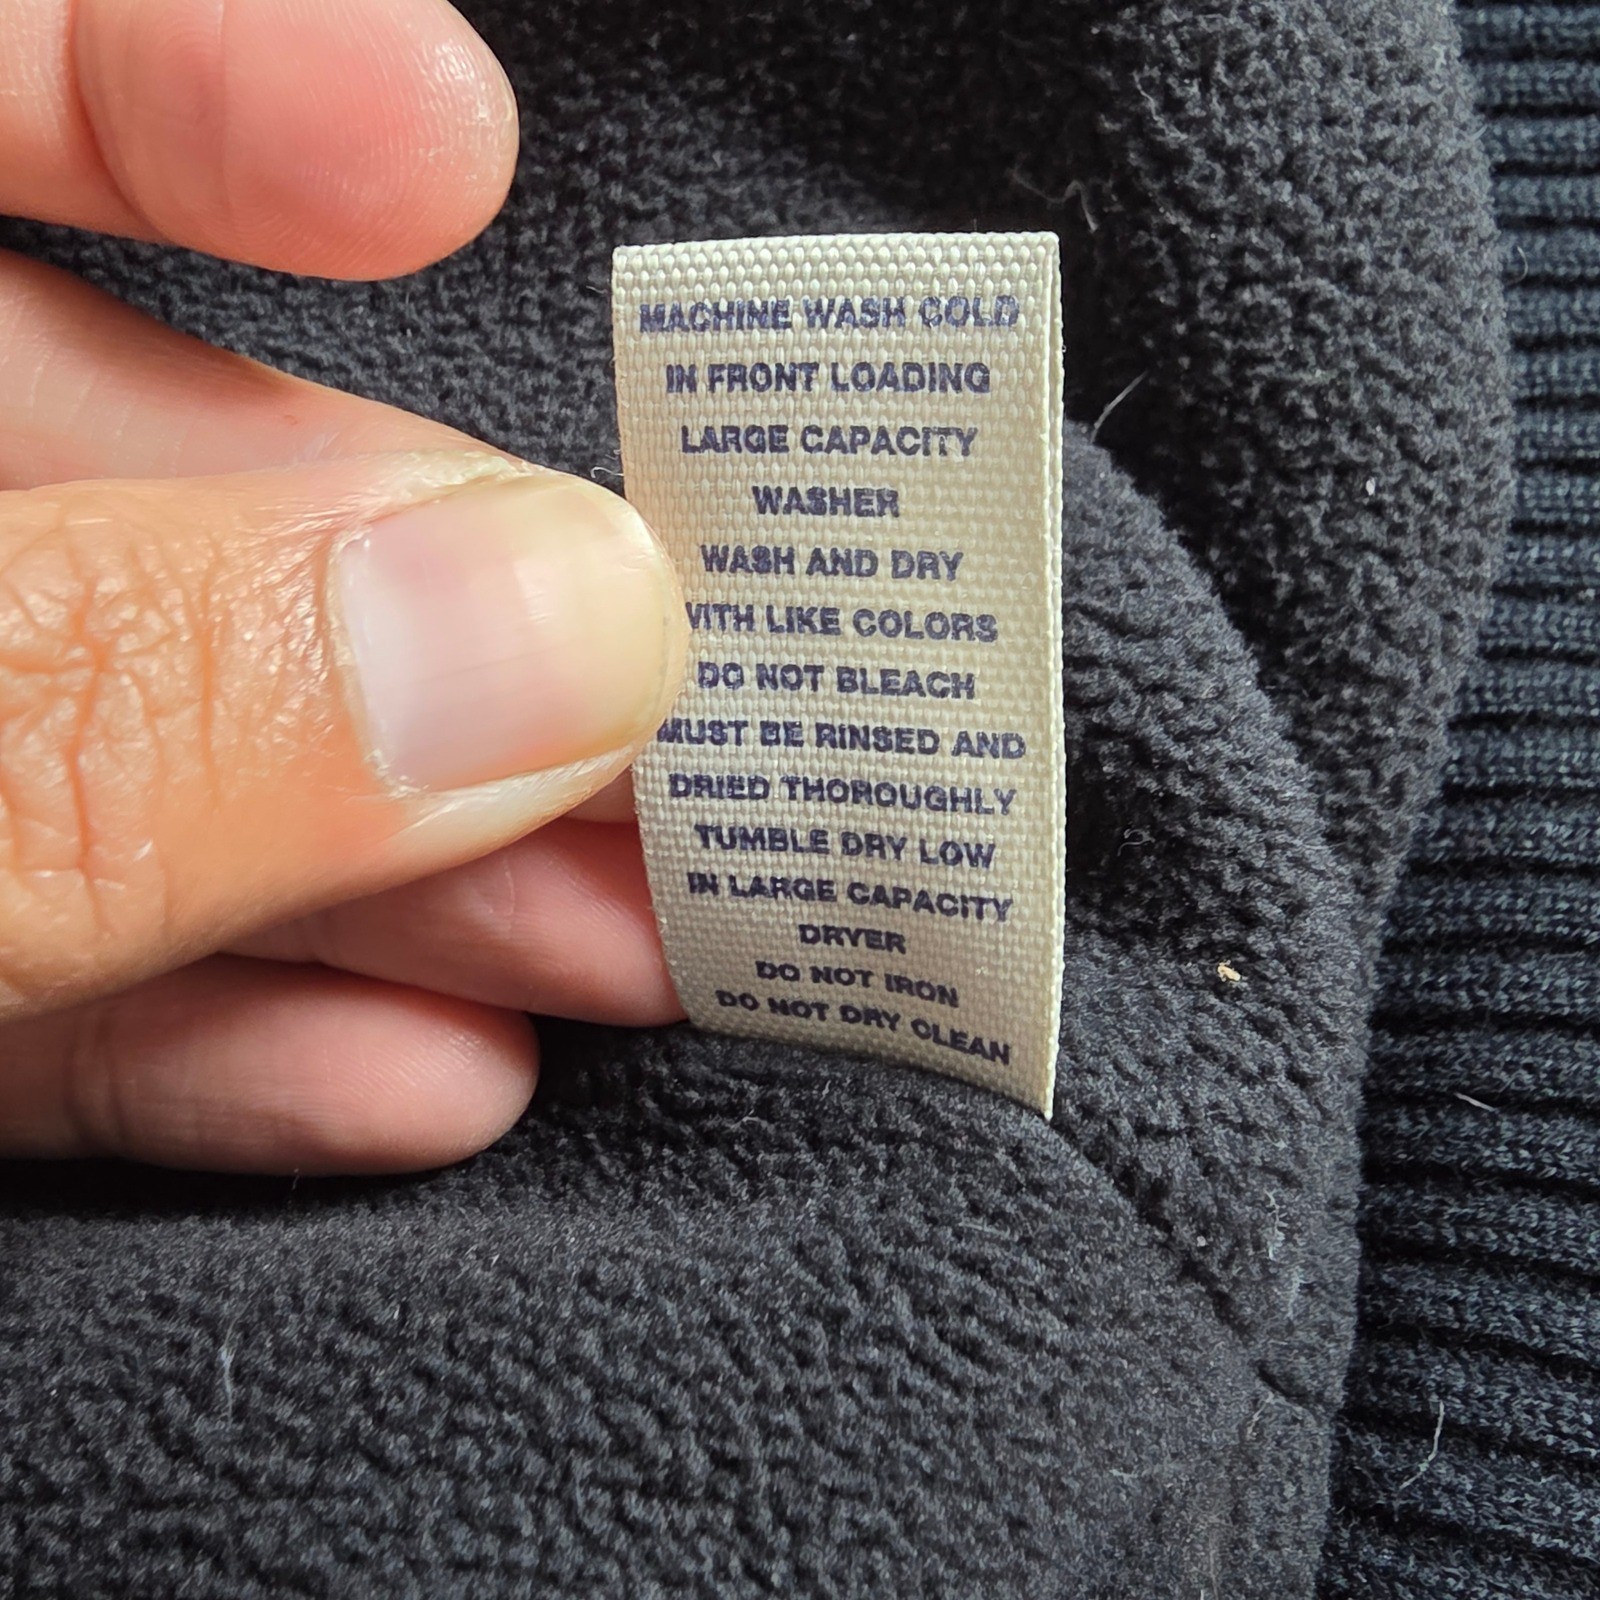 MACHINE WASH COLD
IN FRONT LOADING
LARGE CAPACITY
WASHER
WASH AND DRY
WITH LIKE COLORS
DO NOT BLEACH
MUST BE RINSED AND
DRIED THOROUGHLY
TUMBLE DRY LOW
IN LARGE CAPACITY
DRYER
DO NOT IRON
DO NOT DRY CLEAN